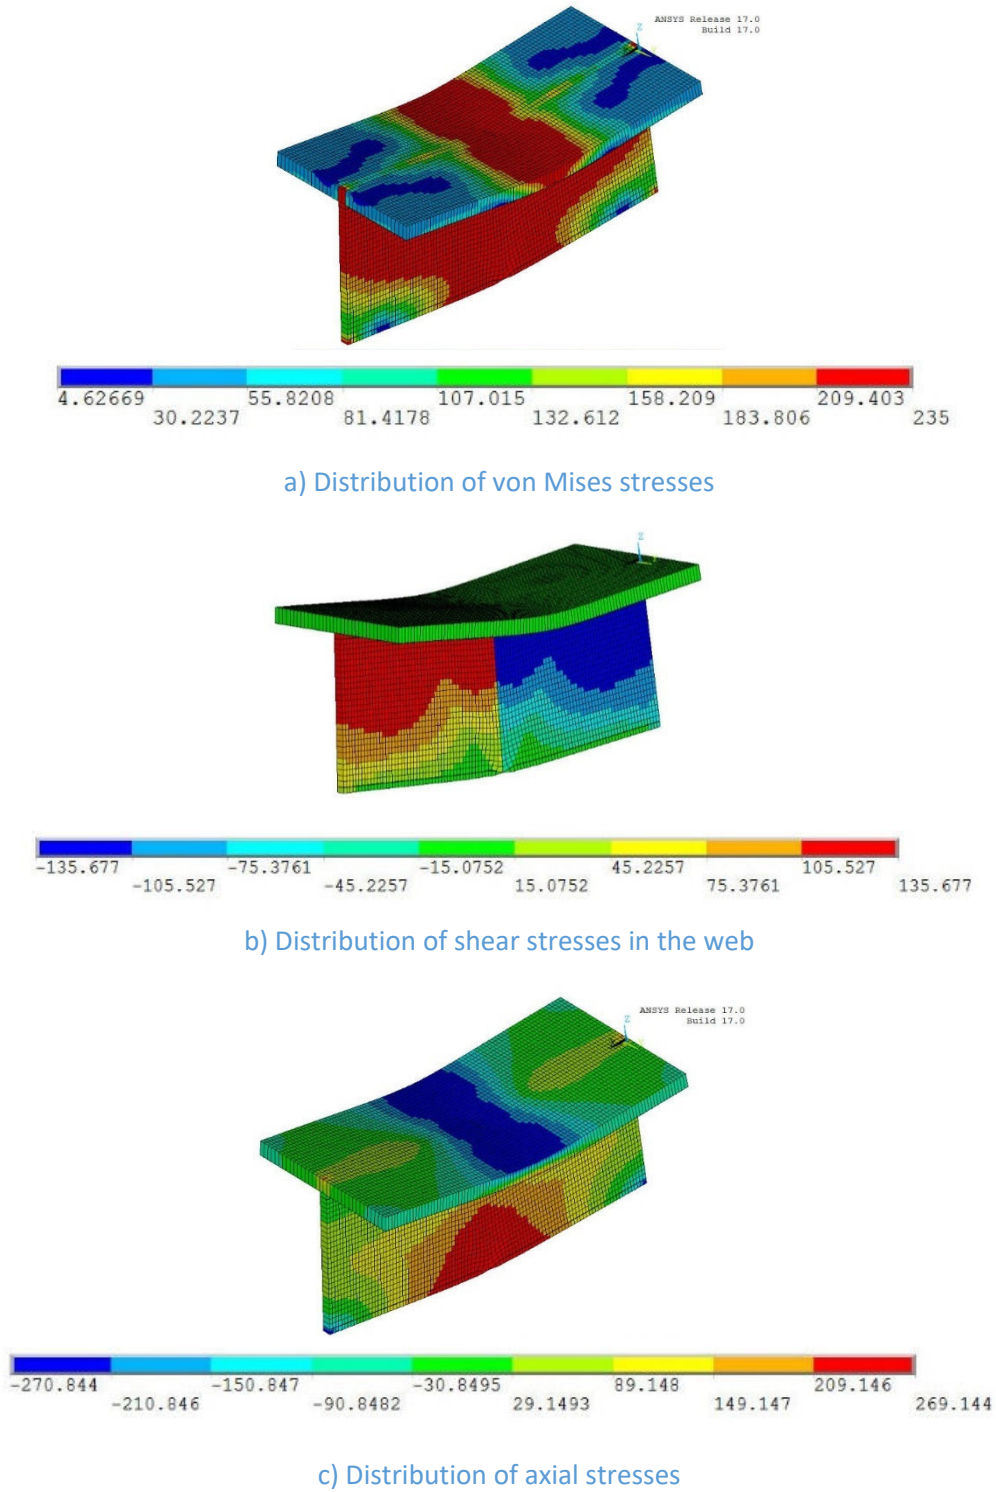 ANSYS Release 17.0
Build 17.0
Z
4.62669 55.8208 107.015 158.209 209.403
30.2237 81.4178 132.612 183.806 235
a) Distribution of von Mises stresses
Z
-135.677 -75.3761 -15.0752 45.2257 105.527
-105.527 -45.2257 15.0752 75.3761 135.677
b) Distribution of shear stresses in the web
ANSYS Release 17.0
Build 17.0
Z
-270.844 -150.847 -30.8495 89.148 209.146
-210.846 -90.8482 29.1493 149.147 269.144
c) Distribution of axial stresses